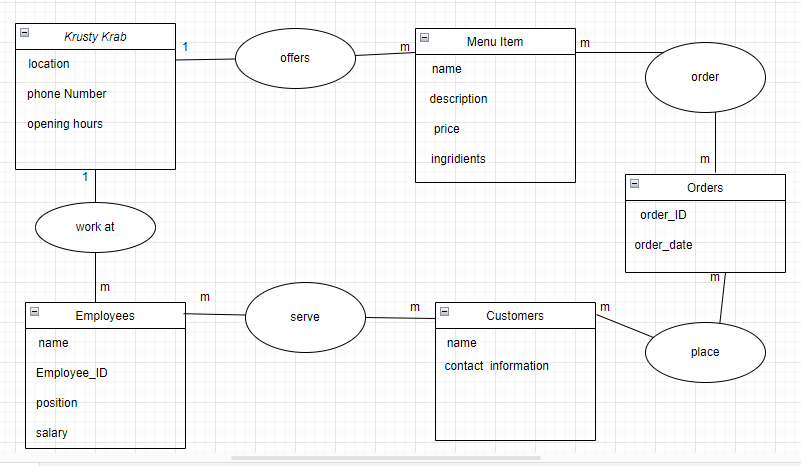 Krusty Krab
location
phone Number
opening hours
1
offers
m
Menu Item
name
description
price
ingridients
m
order
m
Orders
order_ID
order_date
m
1
work at
m
Employees
name
Employee_ID
position
salary
m
serve
m
Customers
name
contact information
m
place